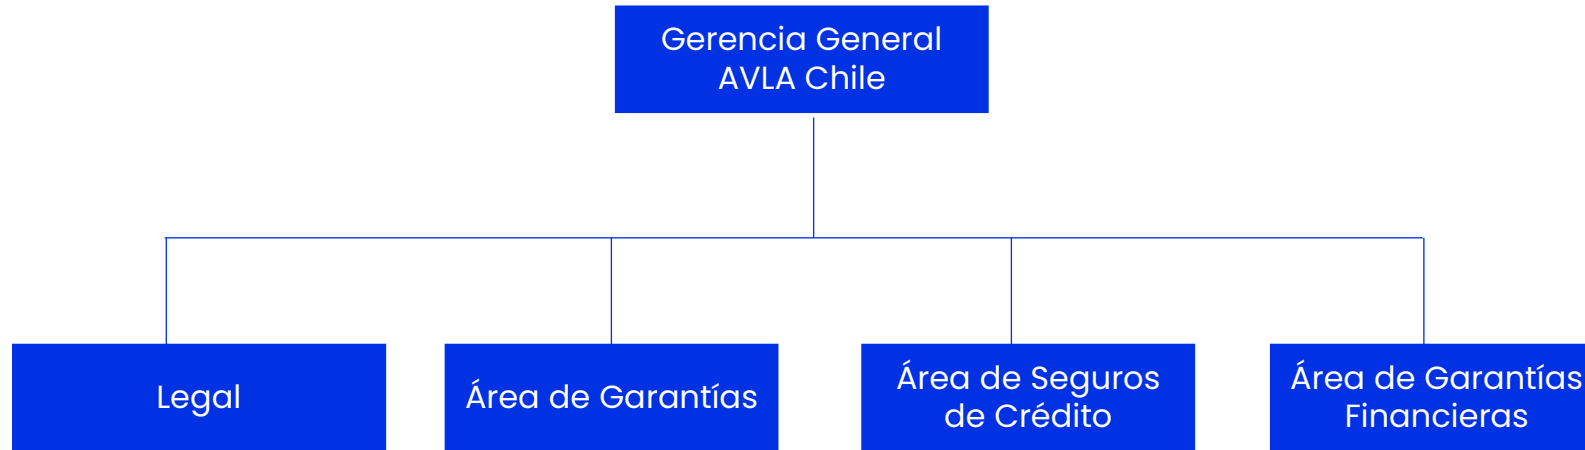 Gerencia General
AVLA Chile
Legal
Área de Garantías
Área de Seguros
de Crédito
Área de Garantías
Financieras